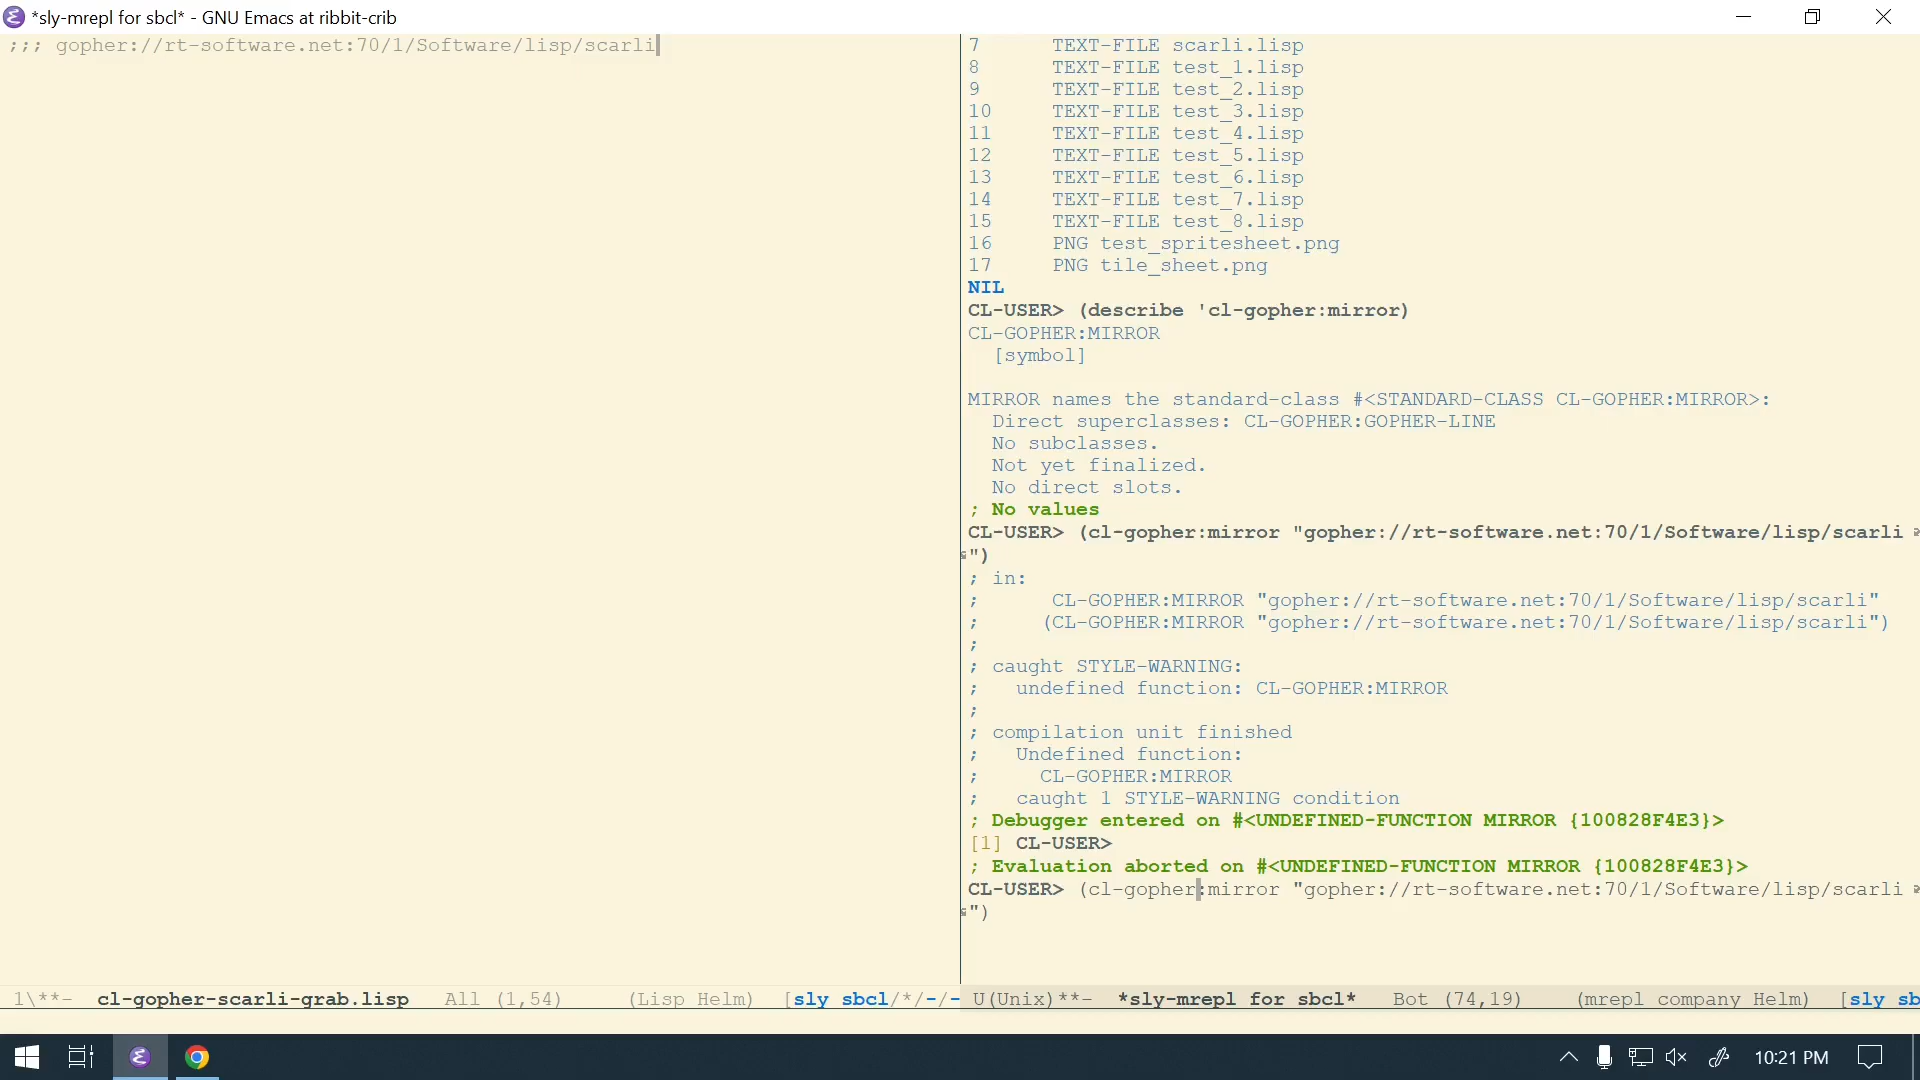 *sly-mrepl for sbcl* - GNU Emacs at ribbit-crib
;;; gopher://rt-software.net:70/1/Software/lisp/scarli
7      TEXT-FILE scarli.lisp
8      TEXT-FILE test_1.lisp
9      TEXT-FILE test_2.lisp
10     TEXT-FILE test_3.lisp
11     TEXT-FILE test_4.lisp
12     TEXT-FILE test_5.lisp
13     TEXT-FILE test_6.lisp
14     TEXT-FILE test_7.lisp
15     TEXT-FILE test_8.lisp
16     PNG test_spritesheet.png
17     PNG tile_sheet.png
NIL
CL-USER> (describe 'cl-gopher:mirror)
CL-GOPHER:MIRROR
  [symbol]
MIRROR names the standard-class #<STANDARD-CLASS CL-GOPHER:MIRROR>:
  Direct superclasses: CL-GOPHER:GOPHER-LINE
  No subclasses.
  Not yet finalized.
  No direct slots.
; No values
CL-USER> (cl-gopher:mirror "gopher://rt-software.net:70/1/Software/lisp/scarli
")
; in:
;      CL-GOPHER:MIRROR "gopher://rt-software.net:70/1/Software/lisp/scarli"
;     (CL-GOPHER:MIRROR "gopher://rt-software.net:70/1/Software/lisp/scarli")
;
; caught STYLE-WARNING:
;   undefined function: CL-GOPHER:MIRROR
;
; compilation unit finished
;   Undefined function:
;     CL-GOPHER:MIRROR
;   caught 1 STYLE-WARNING condition
; Debugger entered on #<UNDEFINED-FUNCTION MIRROR {100828F4E3}>
[1] CL-USER>
; Evaluation aborted on #<UNDEFINED-FUNCTION MIRROR {100828F4E3}>
CL-USER> (cl-gopher:mirror "gopher://rt-software.net:70/1/Software/lisp/scarli
")
1\**-  cl-gopher-scarli-grab.lisp   All (1,54)     (Lisp Helm)  [sly sbcl/*/-/-
U(Unix)**-  *sly-mrepl for sbcl*   Bot (74,19)    (mrepl company Helm)  [sly sb
10:21 PM